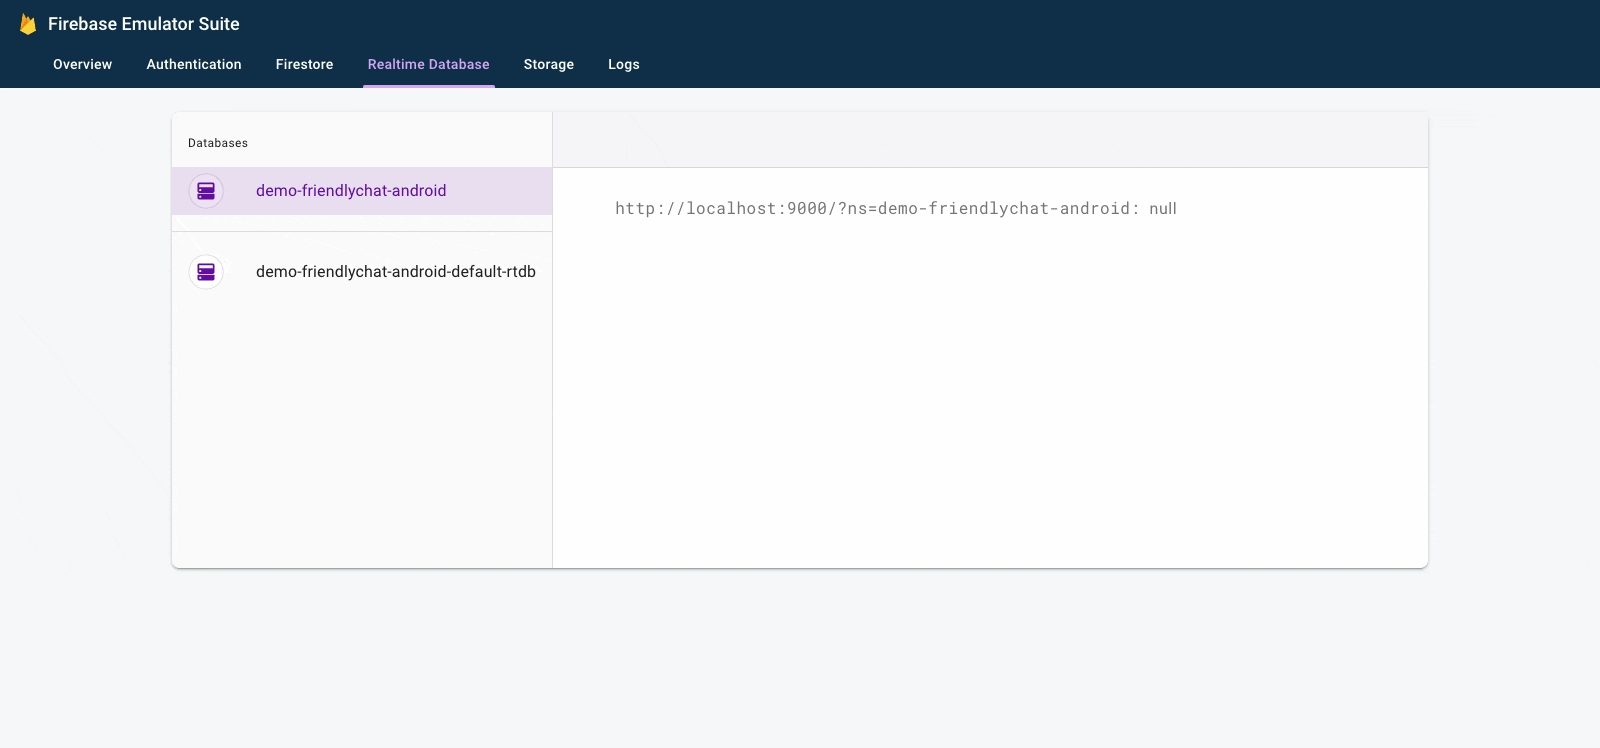 Firebase Emulator Suite
Overview Authentication Firestore Realtime Database Storage Logs
Databases
demo-friendlychat-android
http://localhost:9000/?ns=demo-friendlychat-android: null
demo-friendlychat-android-default-rtdb